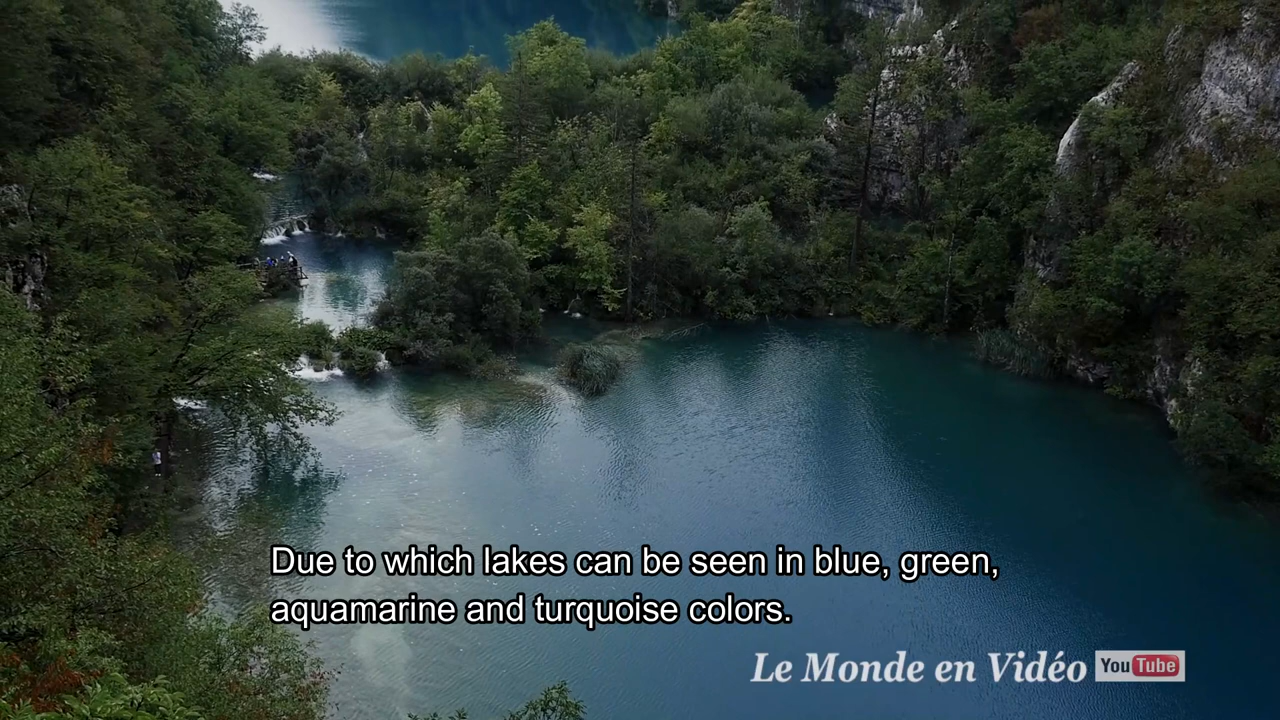 Due to which lakes can be seen in blue, green,
aquamarine and turquoise colors.
Le Monde en Vidéo YouTube